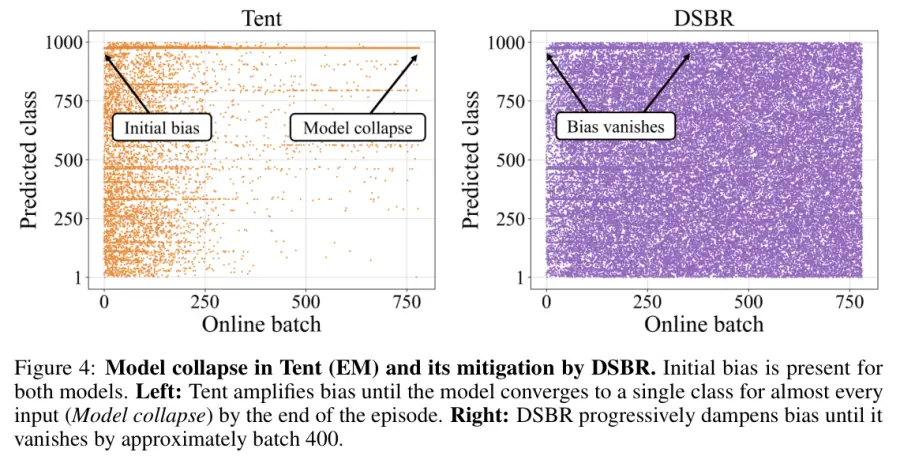 Tent
DSBR
1000
750
500
250
1
Predicted class
Initial bias
Model collapse
0
250
500
750
Online batch
1000
750
500
250
1
Predicted class
Bias vanishes
0
250
500
750
Online batch
Figure 4: Model collapse in Tent (EM) and its mitigation by DSBR. Initial bias is present for
both models. Left: Tent amplifies bias until the model converges to a single class for almost every
input (Model collapse) by the end of the episode. Right: DSBR progressively dampens bias until it
vanishes by approximately batch 400.